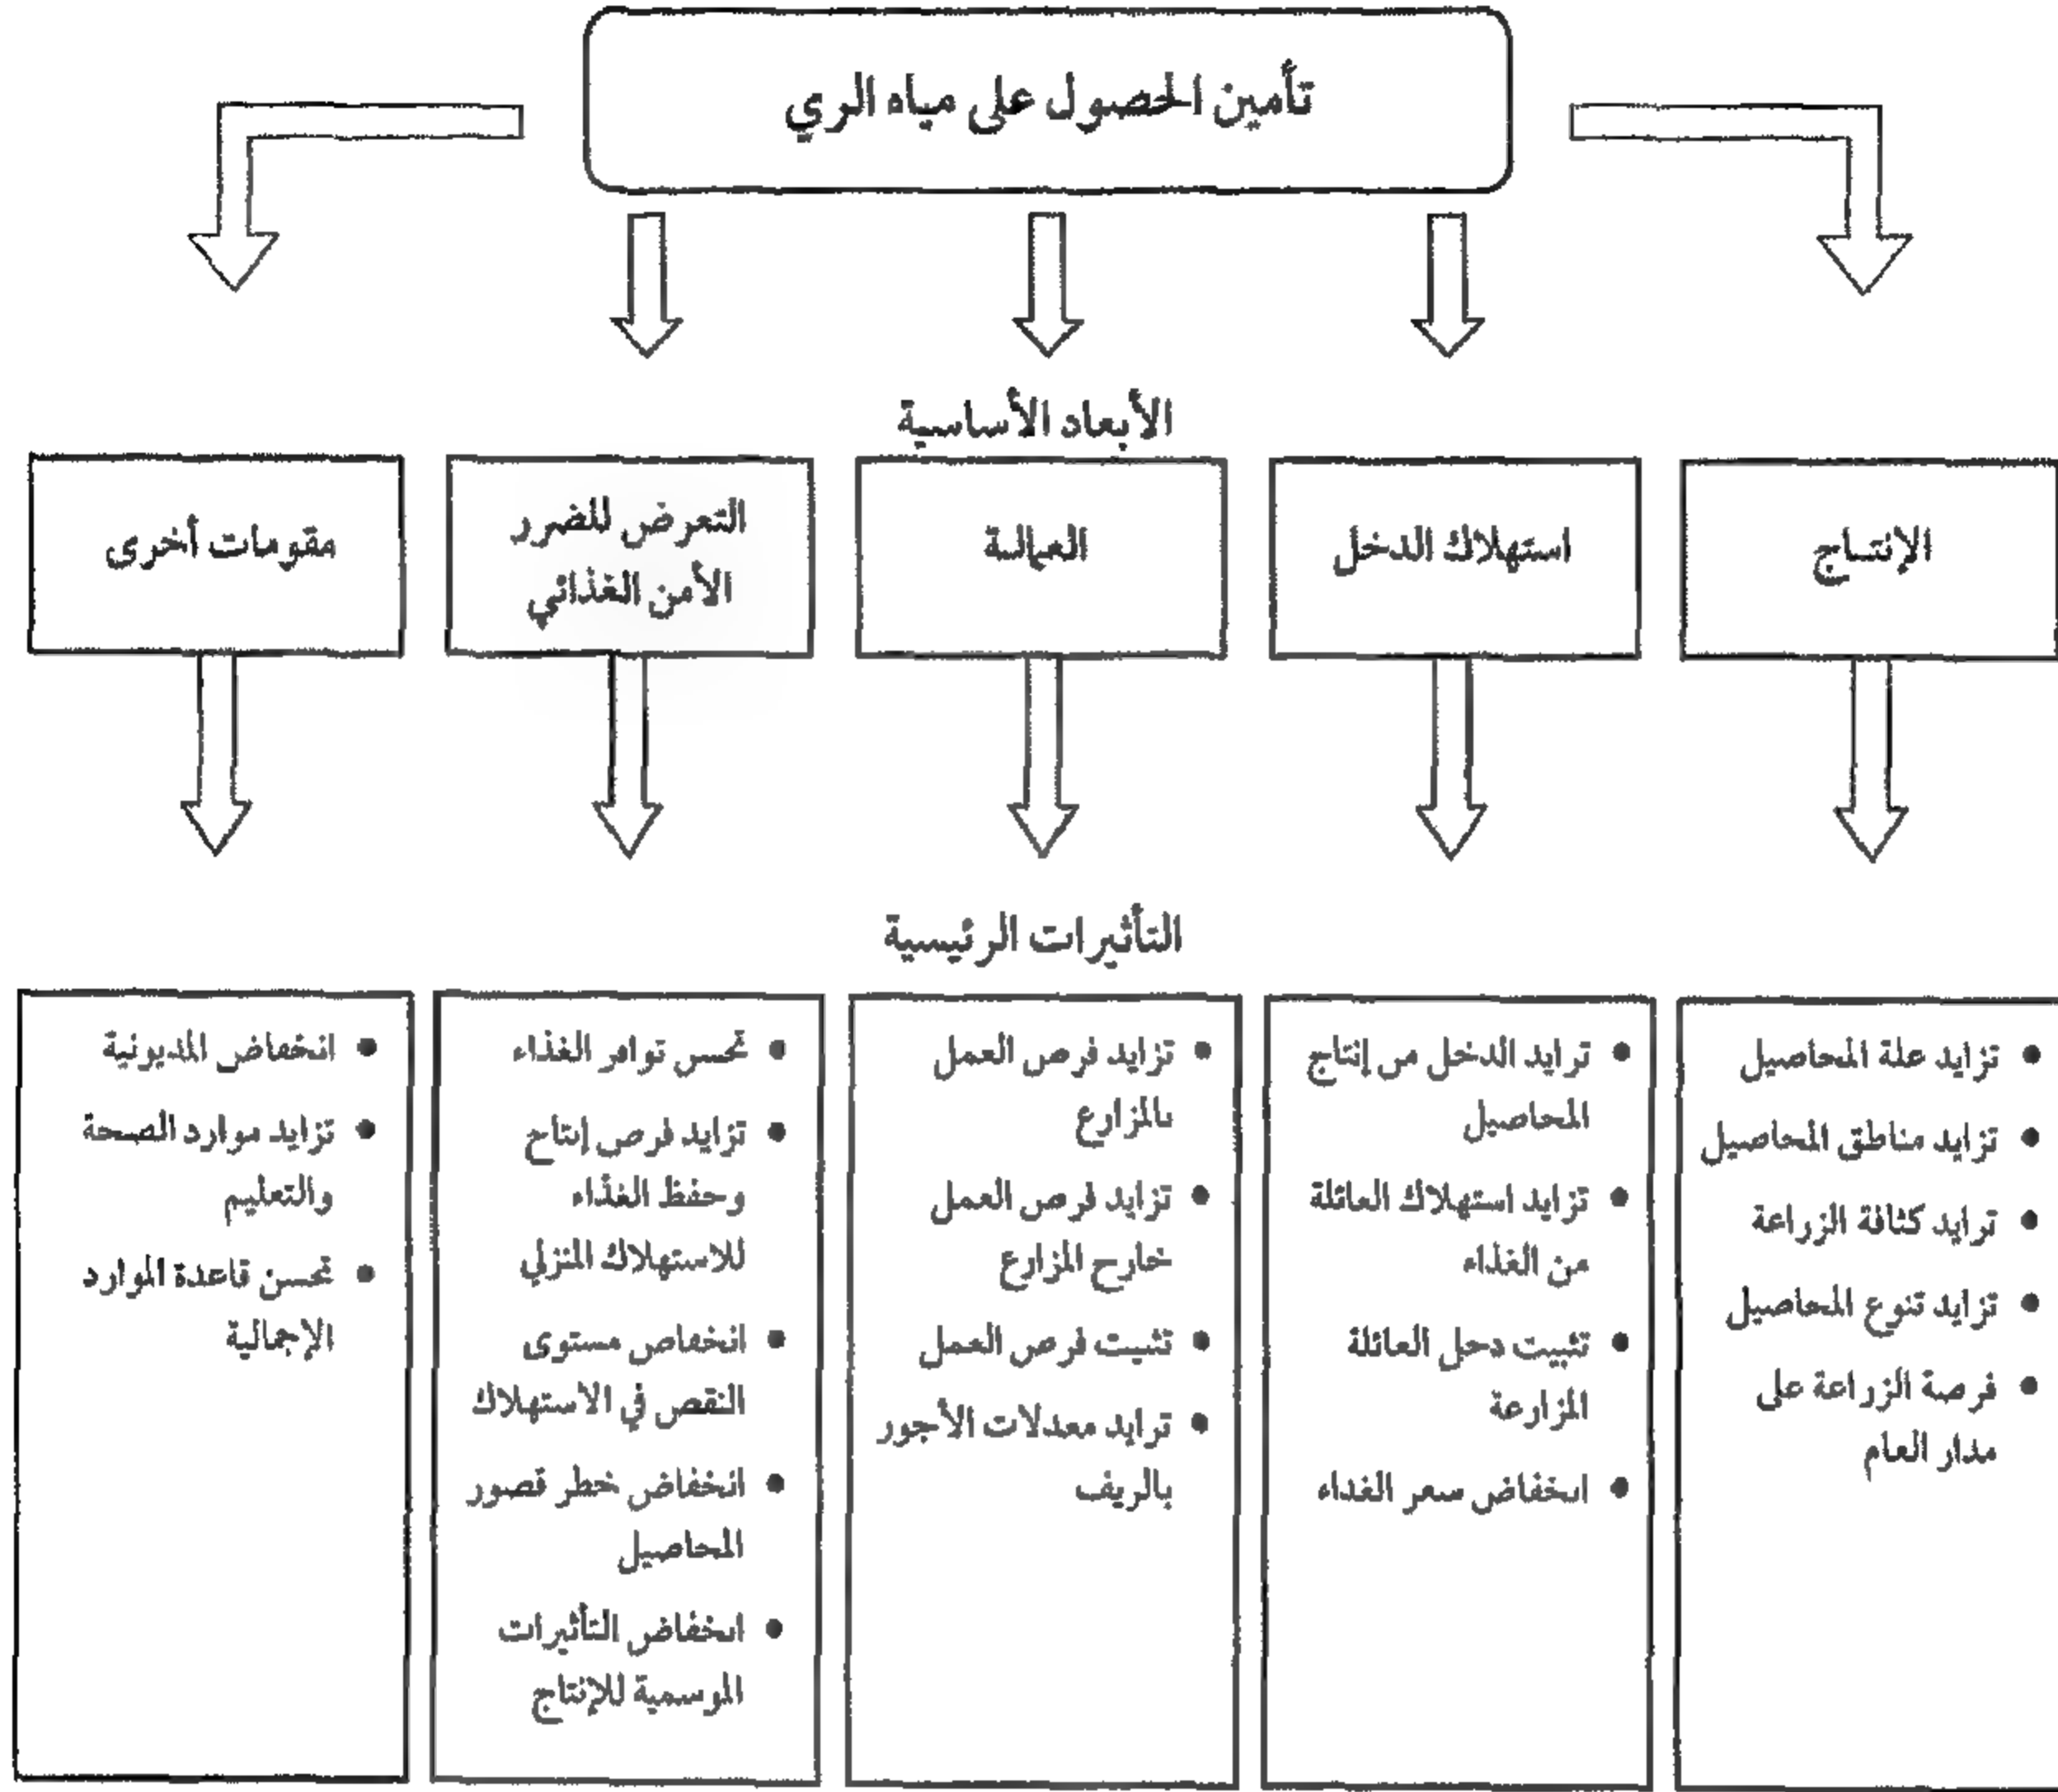 تأمين الحصول على مياه الري
الأبعاد الأساسية
الإنتاج
استهلاك الدخل
العمالة
التعرض للضرر
الأمن الغذائي
مقومات أخرى
التأثيرات الرئيسية
• تزايد غلة المحاصيل
• تزايد مناطق المحاصيل
• تزايد كثافة الزراعة
• تزايد تنوع المحاصيل
• فرصة الزراعة على
مدار العام
• تزايد الدخل من إنتاج
المحاصيل
• تزايد استهلاك العائلة
من الغذاء
• تثبيت دخل العائلة
المزارعة
• انخفاض سعر الغذاء
• تزايد فرص العمل
بالمزارع
• تزايد فرص العمل
خارج المزارع
• تثبيت فرص العمل
• تزايد معدلات الأجور
بالريف
• تحسن توافر الغذاء
• تزايد فرص إنتاج
وحفظ الغذاء
للاستهلاك المنزلي
• انخفاض مستوى
النقص في الاستهلاك
• انخفاض خطر قصور
المحاصيل
• انخفاض التأثيرات
الموسمية للإنتاج
• انخفاض المديونية
• تزايد موارد الصحة
والتعليم
• تحسن قاعدة الموارد
الإجمالية